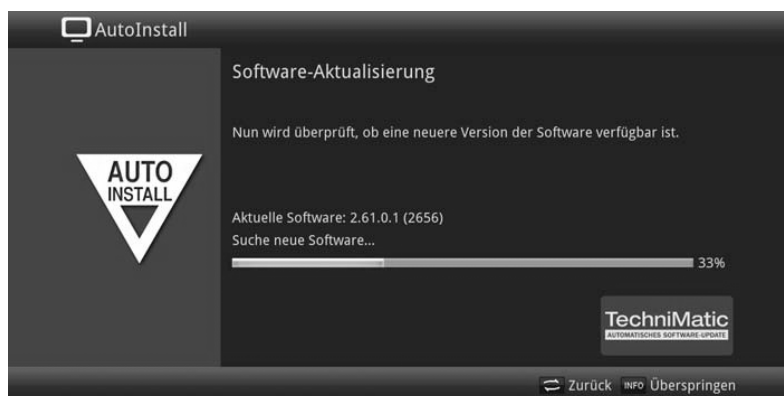 AutoInstall
Software-Aktualisierung
Nun wird überprüft, ob eine neuere Version der Software verfügbar ist.
AUTO
INSTALL
Aktuelle Software: 2.61.0.1 (2656)
Suche neue Software...
33%
TechniMatic
AUTOMATISCHES SOFTWARE-UPDATE
Zurück INFO Überspringen